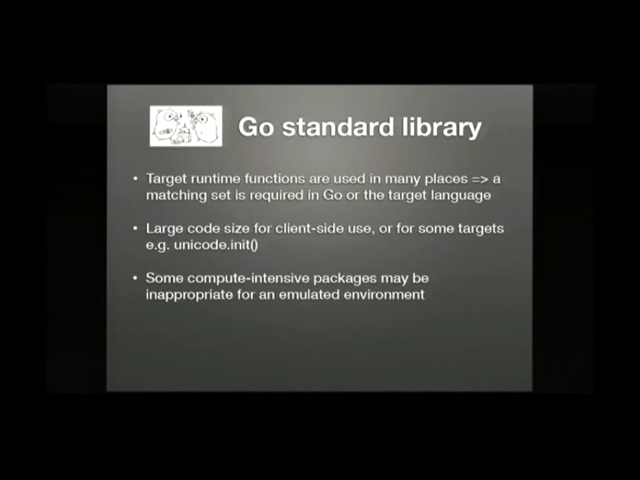 Go standard library
• Target runtime functions are used in many places => a
matching set is required in Go or the target language
• Large code size for client-side use, or for some targets
e.g. unicode.init()
• Some compute-intensive packages may be
inappropriate for an emulated environment